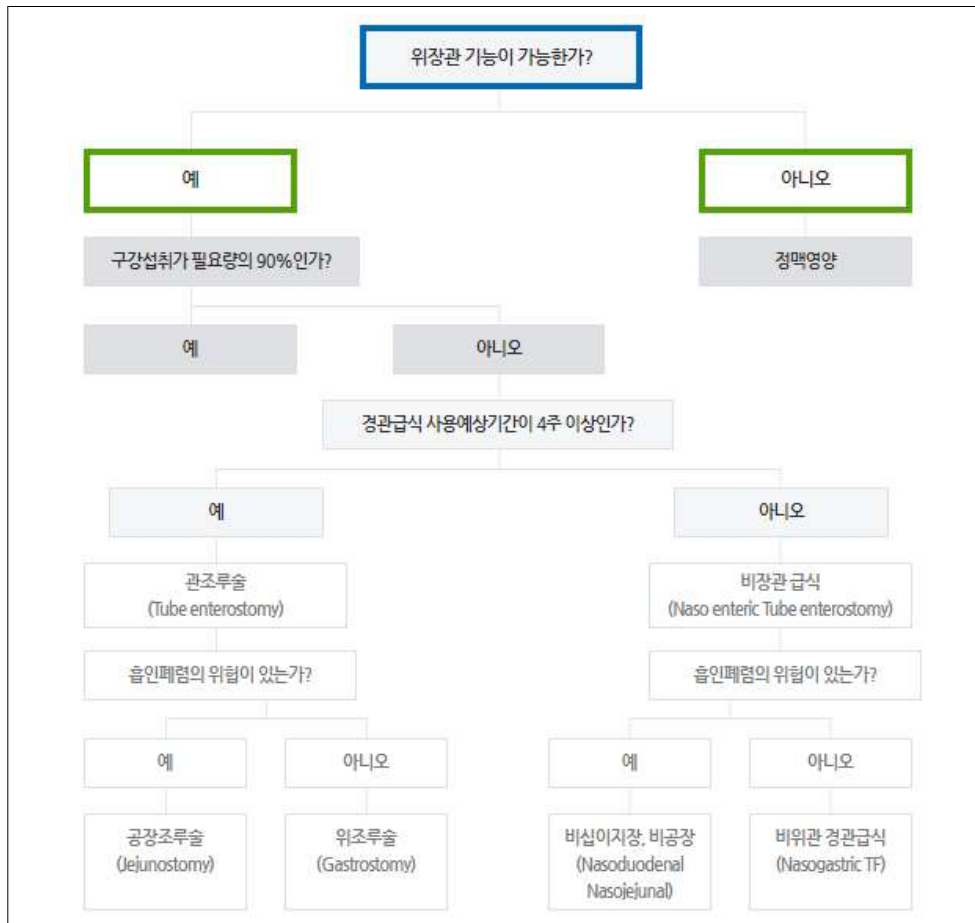 위장관 기능이 가능한가?
예
아니오
구강섭취가 필요량의 90%인가?
정맥영양
예
아니오
경관급식 사용예상기간이 4주 이상인가?
예
아니오
관조루술
(Tube enterostomy)
비장관 급식
(Naso enteric Tube enterostomy)
흡인폐렴의 위험이 있는가?
흡인폐렴의 위험이 있는가?
예
아니오
예
아니오
공장조루술
(Jejunostomy)
위조루술
(Gastrostomy)
비십이지장, 비공장
(Nasoduodenal
Nasojejunal)
비위관 경관급식
(Nasogastric TF)